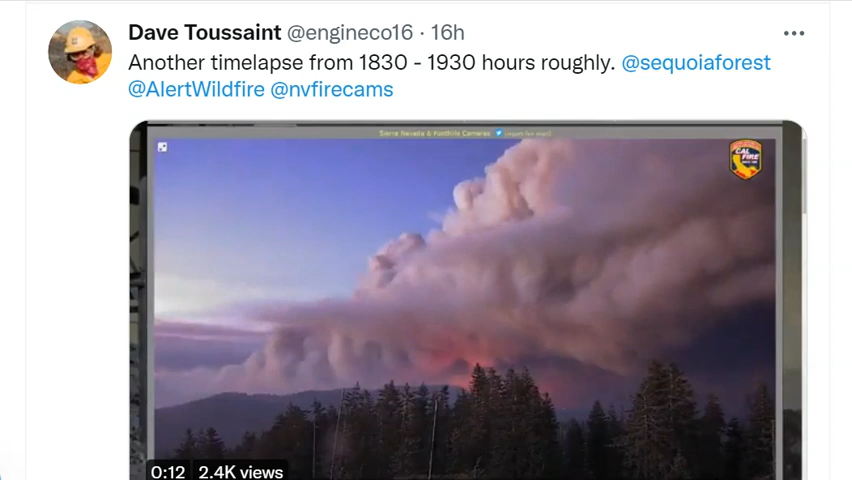 Dave Toussaint @engineco16 · 16h
Another timelapse from 1830 - 1930 hours roughly. @sequoiaforest
@AlertWildfire @nvfirecams
Sierre Nevada & Foothills Cameras
CAL
FIRE
0:12 2.4K views